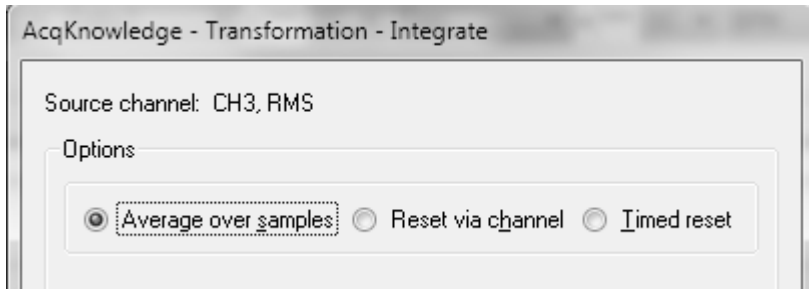 AcqKnowledge - Transformation - Integrate
Source channel: CH3, RMS
Options
Average over samples Reset via channel Timed reset